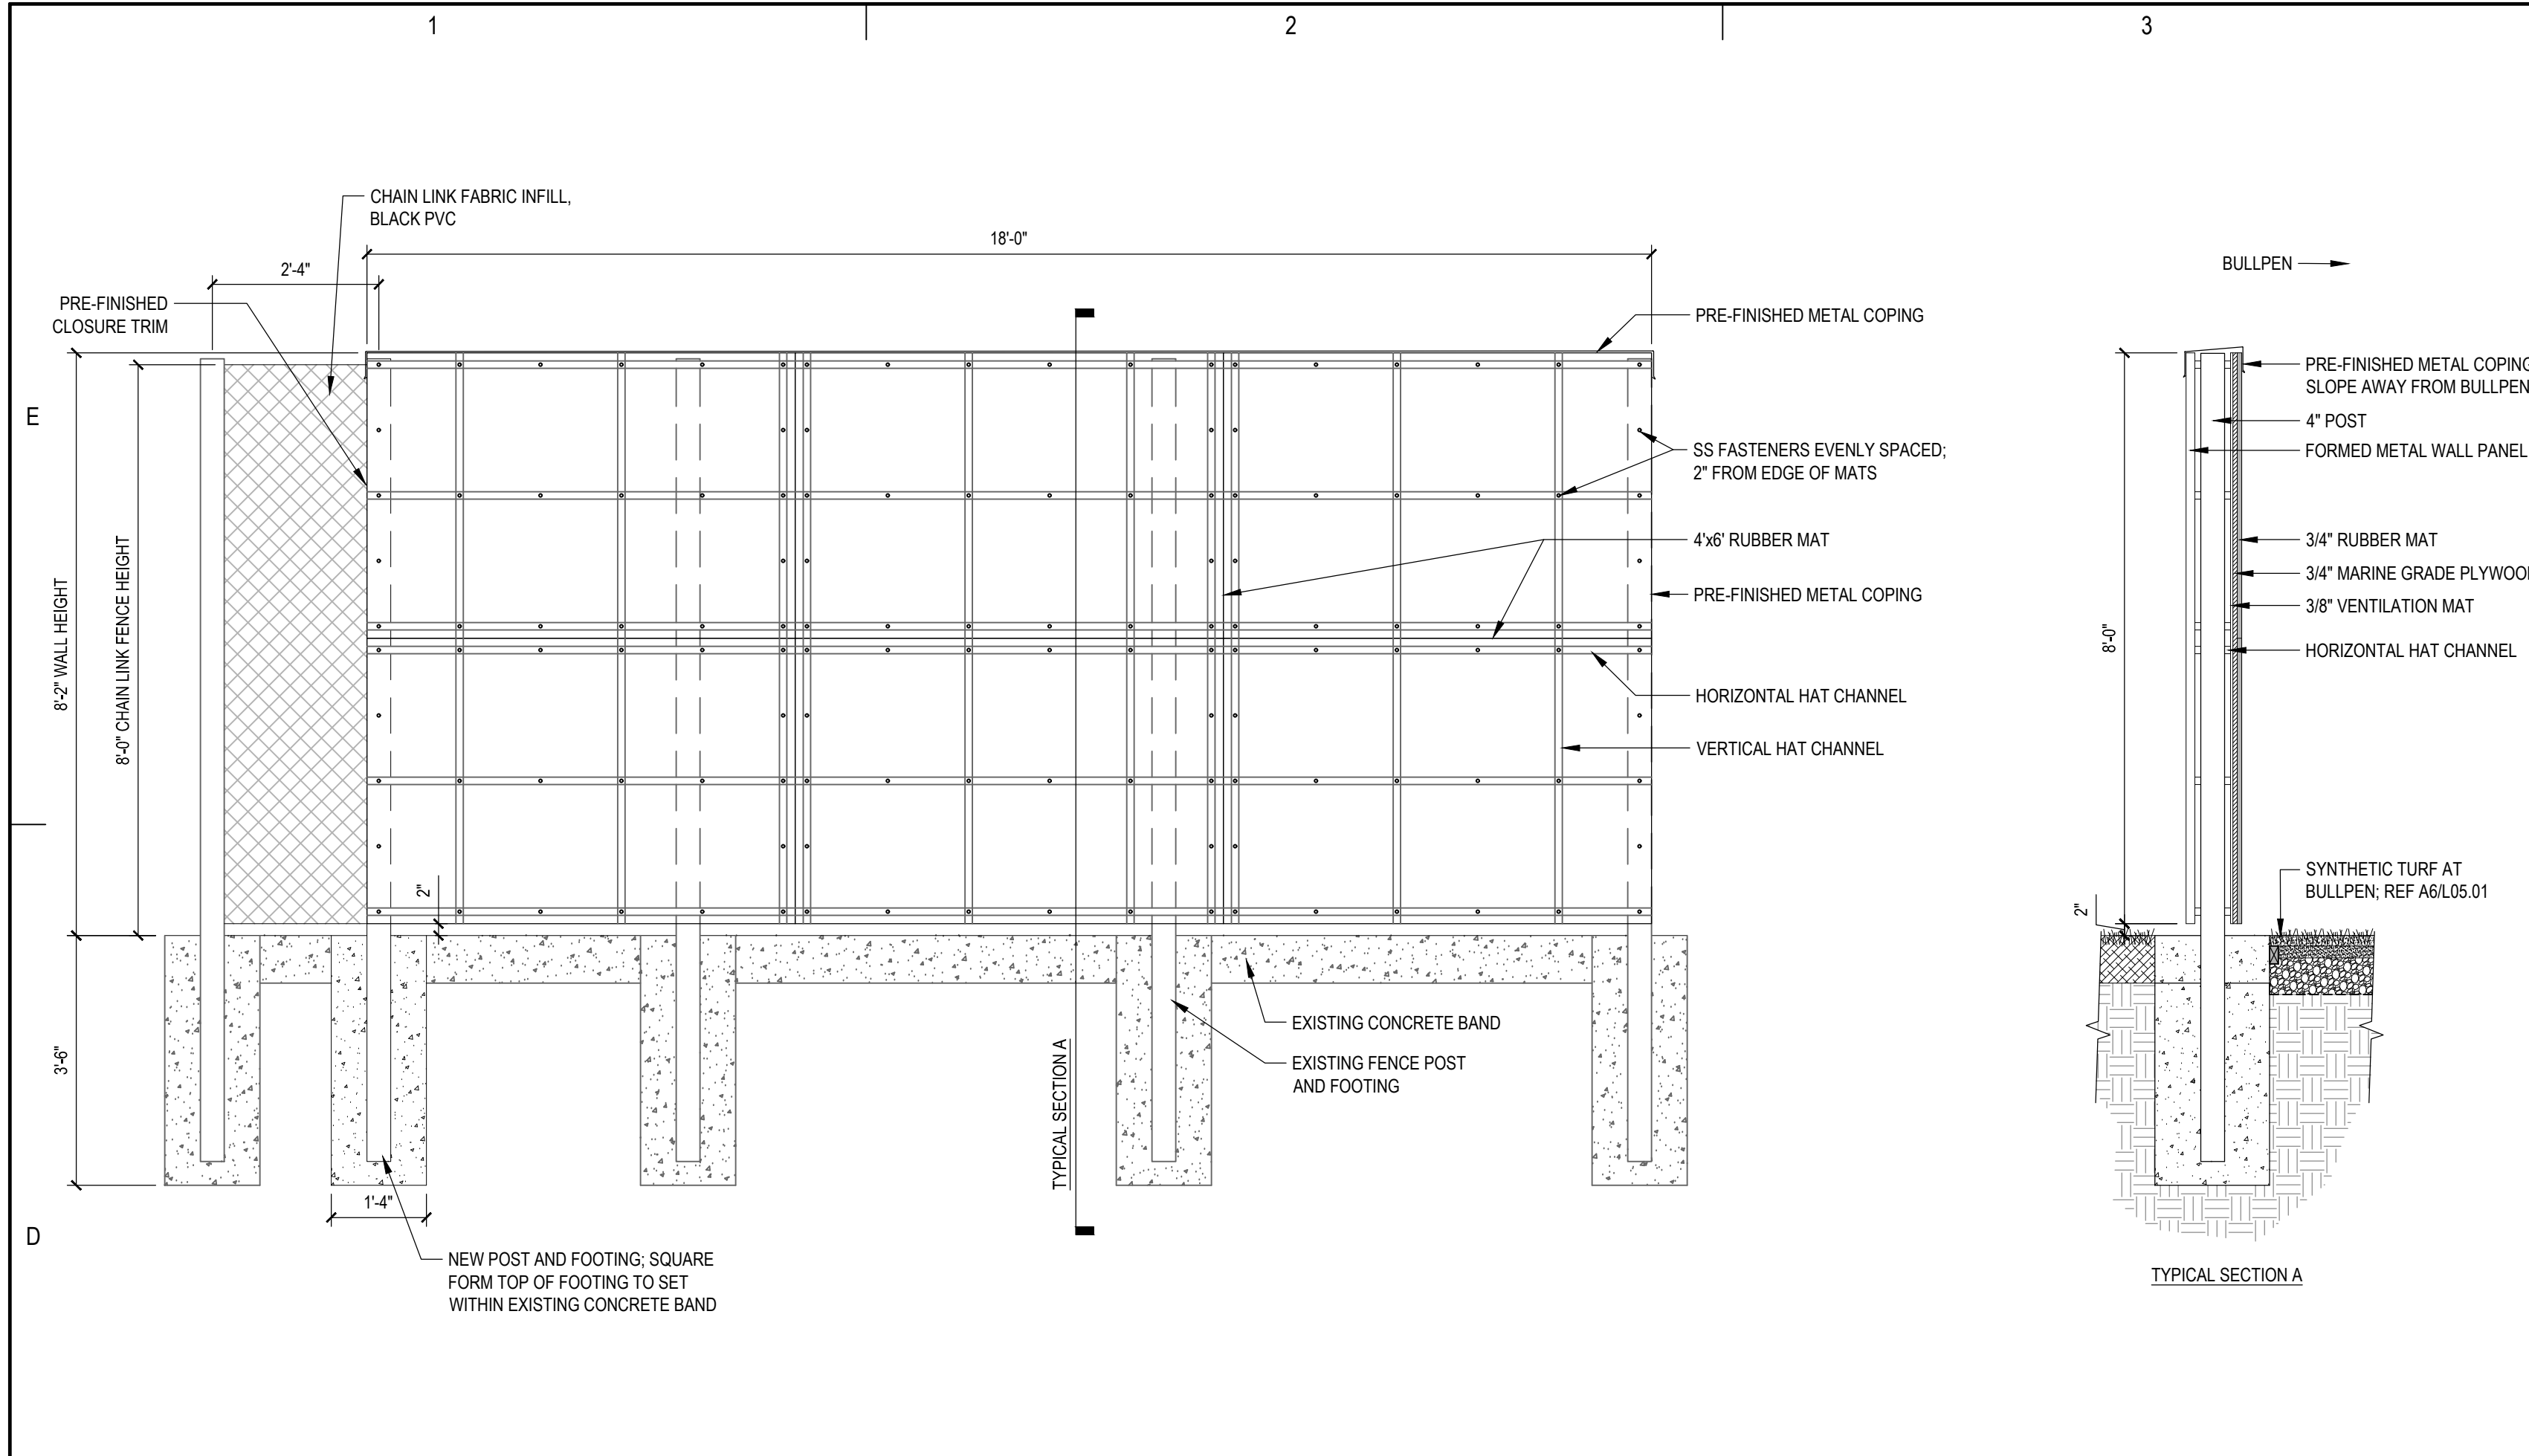 1
2
3
CHAIN LINK FABRIC INFILL,
BLACK PVC
18'-0"
2'-4"
BULLPEN
PRE-FINISHED
CLOSURE TRIM
PRE-FINISHED METAL COPING
PRE-FINISHED METAL COPING
SLOPE AWAY FROM BULLPEN
E
4" POST
SS FASTENERS EVENLY SPACED;
2" FROM EDGE OF MATS
FORMED METAL WALL PANEL
4'x6' RUBBER MAT
3/4" RUBBER MAT
3/4" MARINE GRADE PLYWOOD
PRE-FINISHED METAL COPING
3/8" VENTILATION MAT
8'-2" WALL HEIGHT
8'-0" CHAIN LINK FENCE HEIGHT
8'-0"
HORIZONTAL HAT CHANNEL
HORIZONTAL HAT CHANNEL
VERTICAL HAT CHANNEL
2"
SYNTHETIC TURF AT
BULLPEN; REF A6/L05.01
2"
EXISTING CONCRETE BAND
3'-6"
EXISTING FENCE POST
AND FOOTING
TYPICAL SECTION A
1'-4"
D
NEW POST AND FOOTING; SQUARE
FORM TOP OF FOOTING TO SET
WITHIN EXISTING CONCRETE BAND
TYPICAL SECTION A